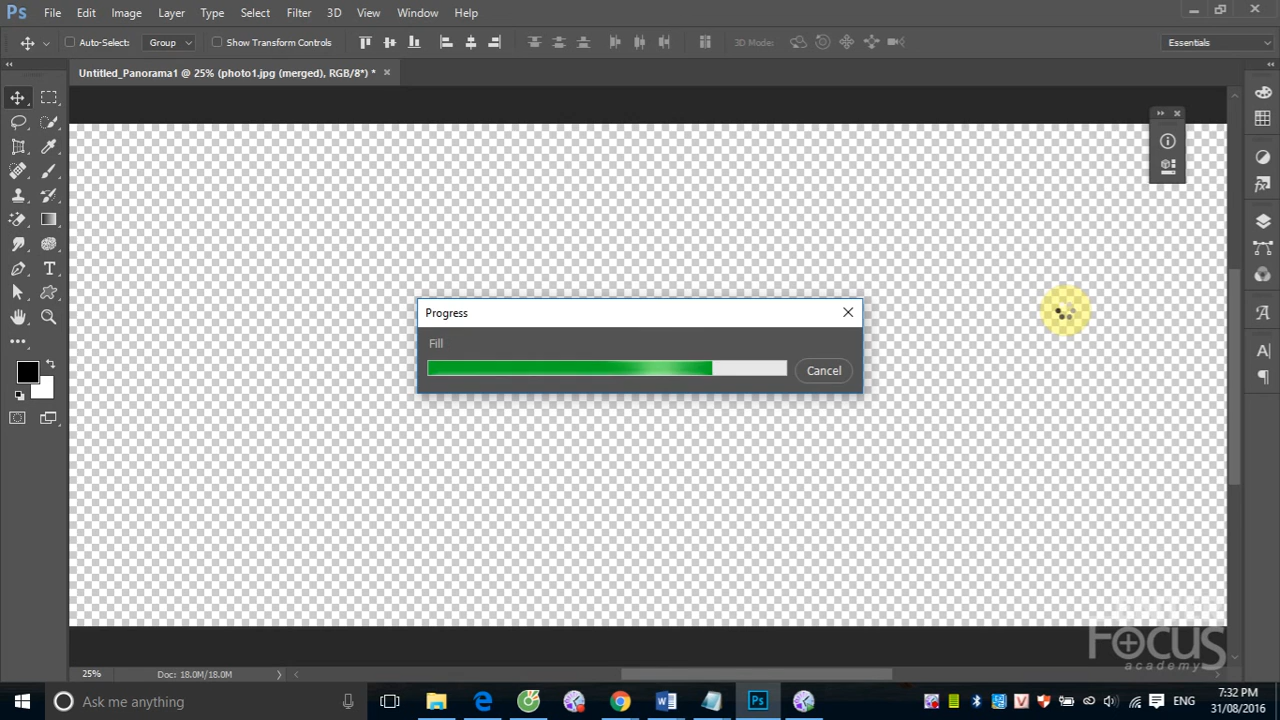 Ps File Edit Image Layer Type Select Filter 3D View Window Help
Auto-Select: Group Show Transform Controls 3D Mode: Essentials
Untitled_Panorama1 @ 25% (photo1.jpg (merged), RGB/8*) *
Progress
Fill
Cancel
25% Doc: 18.0M/18.0M
Focus
academy
Ask me anything
ENG
7:32 PM
31/08/2016